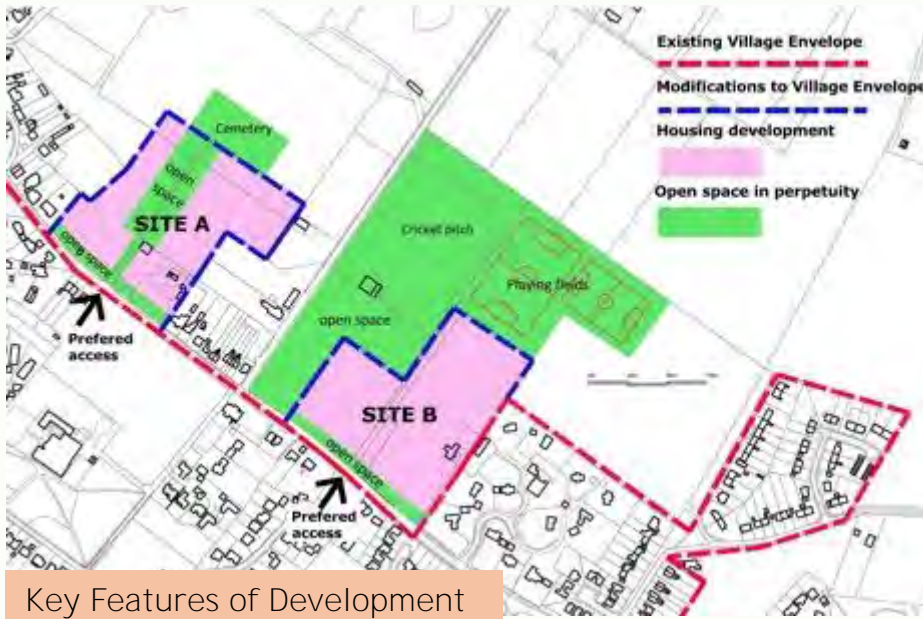 Existing Village Envelope
Modifications to Village Envelope
Housing development
Open space in perpetuity
Cemetery
open
space
SITE A
open space
Prefered
access
Cricket pitch
Playing fields
open space
SITE B
open space
Prefered
access
Key Features of Development